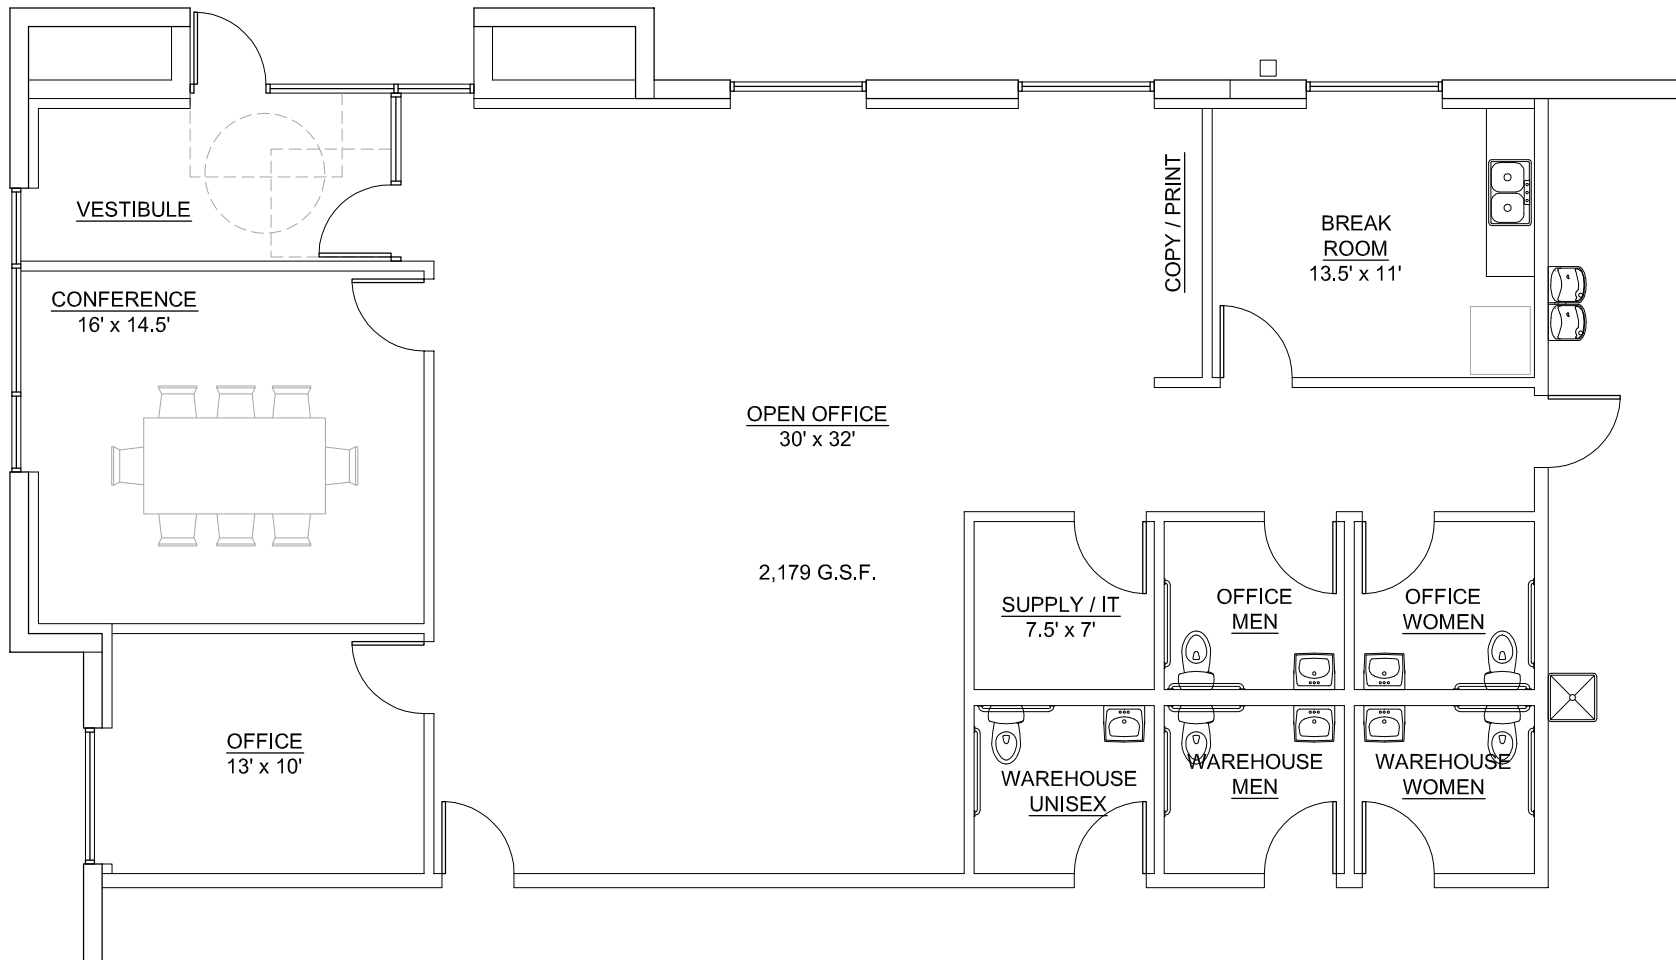 VESTIBULE
CONFERENCE
16' x 14.5'
COPY / PRINT
BREAK
ROOM
13.5' x 11'
OPEN OFFICE
30' x 32'
2,179 G.S.F.
SUPPLY / IT
7.5' x 7'
OFFICE
MEN
OFFICE
WOMEN
OFFICE
13' x 10'
WAREHOUSE
UNISEX
WAREHOUSE
MEN
WAREHOUSE
WOMEN